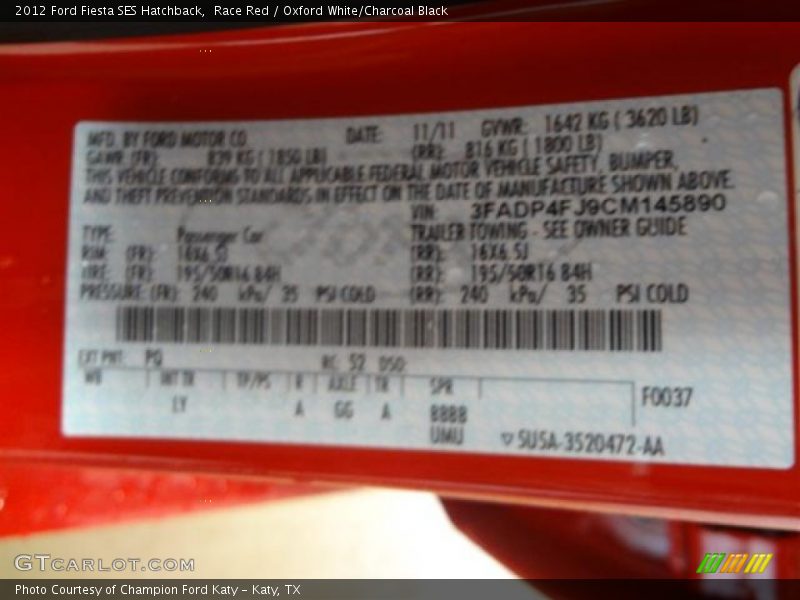 2012 Ford Fiesta SES Hatchback, Race Red / Oxford White/Charcoal Black
MFD. BY FORD MOTOR CO DATE: 11/11 GVWR: 1642 KG ( 3620 LB)
GAWR (FR): 839 KG ( 1850 LB) (RR): 816 KG ( 1800 LB)
THIS VEHICLE CONFORMS TO ALL APPLICABLE FEDERAL MOTOR VEHICLE SAFETY, BUMPER,
AND THEFT PREVENTION STANDARDS IN EFFECT ON THE DATE OF MANUFACTURE SHOWN ABOVE.
VIN: 3FADP4FJ9CM145890
TYPE: Passenger Car TRAILER TOWING - SEE OWNER GUIDE
RIM: (FR): 16X6.5J (RR): 16X6.5J
TIRE: (FR): 195/50R16 84H (RR): 195/50R16 84H
PRESSURE: (FR): 240 kPa/ 35 PSI COLD (RR): 240 kPa/ 35 PSI COLD
EXT PNT: PQ RC: 52 DSO:
WB INT TR TP/PS R AXLE TR SPR
LY A GG A 8888 F0037
UMU ▽ 5U5A-3520472-AA
GTCARLOT.COM
Photo Courtesy of Champion Ford Katy – Katy, TX